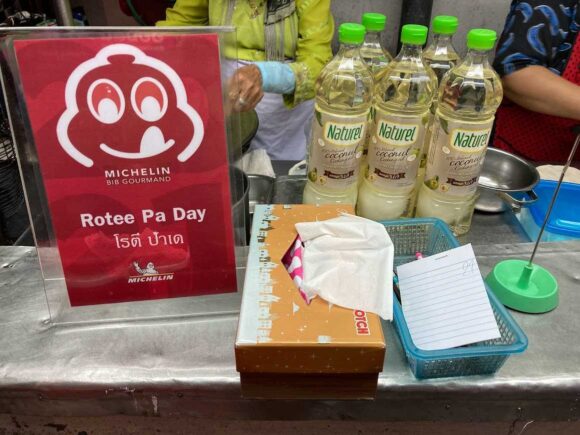 MICHELIN
BIB GOURMAND
Rotee Pa Day
โรตี ป้าเด
MICHELIN
Naturel
coconut
Naturel
coconut
Naturel
OTCH